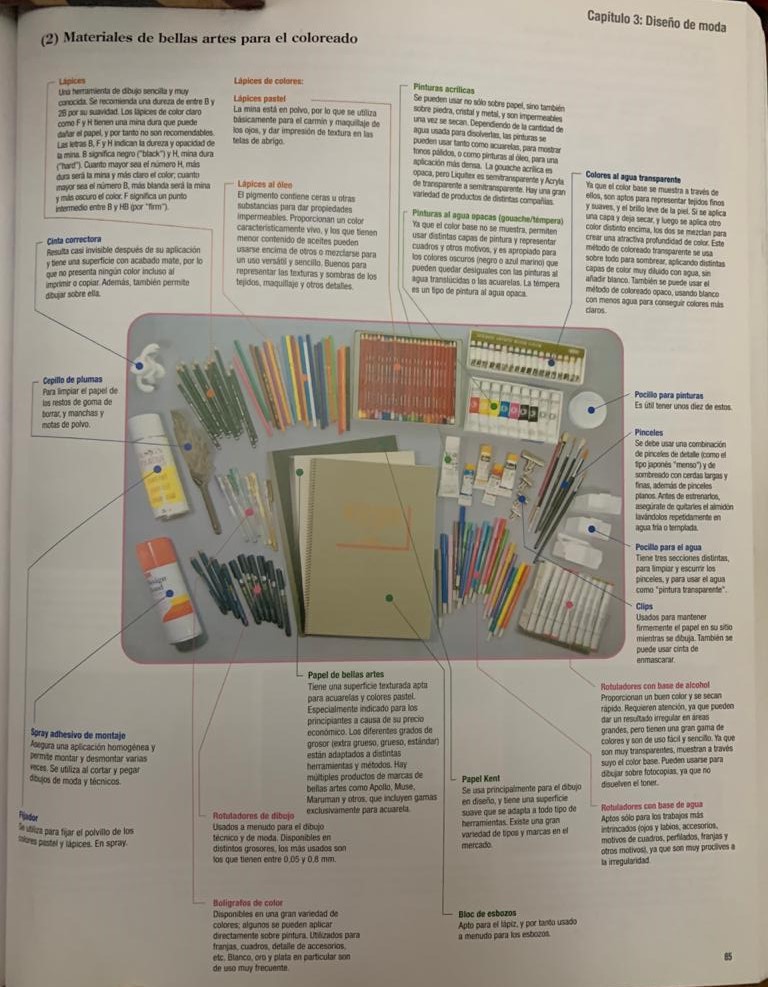 Capítulo 3: Diseño de moda
(2) Materiales de bellas artes para el coloreado
Lápices
Una herramienta de dibujo sencilla y muy
conocida. Se recomienda una dureza de entre B y
2B por su suavidad. Los lápices de color claro
como F y H tienen una mina dura que puede
dañar el papel, y por tanto no son recomendables.
Las letras B, F y H indican la dureza y opacidad de
la mina. B significa negro ("black") y H, mina dura
("hard"). Cuanto mayor sea el número H, más
dura será la mina y más claro el color; cuanto
mayor sea el número B, más blanda será la mina
y más oscuro el color. F significa un punto
intermedio entre B y HB (por "firm").
Cinta correctora
Resulta casi invisible después de su aplicación
y tiene una superficie con acabado mate, por lo
que no presenta ningún color incluso al
imprimir o copiar. Además, también permite
dibujar sobre ella.
Cepillo de plumas
Para limpiar el papel de
los restos de goma de
borrar, y manchas y
motas de polvo.
Lápices de colores:
Lápices pastel
La mina está en polvo, por lo que se utiliza
básicamente para el carmín y maquillaje de
los ojos, y dar impresión de textura en las
telas de abrigo.
Lápices al óleo
El pigmento contiene ceras u otras
substancias para dar propiedades
impermeables. Proporcionan un color
característicamente vivo, y los que tienen
menor contenido de aceites pueden
usarse encima de otros o mezclarse para
un uso versátil y sencillo. Buenos para
representar las texturas y sombras de los
tejidos, maquillaje y otros detalles.
Pinturas acrílicas
Se pueden usar no sólo sobre papel, sino también
sobre piedra, cristal y metal, y son impermeables
una vez se secan. Dependiendo de la cantidad de
agua usada para disolverlas, las pinturas se
pueden usar tanto como acuarelas, para mostrar
tonos pálidos, o como pinturas al óleo, para una
aplicación más densa. La gouache acrílica es
opaca, pero Liquitex es semitransparente y Acryla
de transparente a semitransparente. Hay una gran
variedad de productos de distintas compañías.
Pinturas al agua opacas (gouache/témpera)
Ya que el color base no se muestra, permiten
usar distintas capas de pintura y representar
cuadros y otros motivos, y es apropiado para
los colores oscuros (negro o azul marino) que
pueden quedar desiguales con las pinturas al
agua translúcidas o las acuarelas. La témpera
es un tipo de pintura al agua opaca.
Colores al agua transparente
Ya que el color base se muestra a través de
ellos, son aptos para representar tejidos finos
y suaves, y el brillo leve de la piel. Si se aplica
una capa y deja secar, y luego se aplica otro
color distinto encima, los dos se mezclan para
crear una atractiva profundidad de color. Este
método de coloreado transparente se usa
sobre todo para sombrear, aplicando distintas
capas de color muy diluido con agua, sin
añadir blanco. También se puede usar el
método de coloreado opaco, usando blanco
con menos agua para conseguir colores más
claros.
Pocillo para pinturas
Es útil tener unos diez de estos.
Pinceles
Se debe usar una combinación
de pinceles de detalle (como el
tipo japonés "menso") y de
sombreado con cerdas largas y
finas, además de pinceles
planos. Antes de estrenarlos,
asegúrate de quitarles el almidón
lavándolos repetidamente en
agua fría o templada.
Pocillo para el agua
Tiene tres secciones distintas,
para limpiar y escurrir los
pinceles, y para usar el agua
como "pintura transparente".
Clips
Usados para mantener
firmemente el papel en su sitio
mientras se dibuja. También se
puede usar cinta de
enmascarar.
Rotuladores con base de alcohol
Proporcionan un buen color y se secan
rápido. Requieren atención, ya que pueden
dar un resultado irregular en áreas
grandes, pero tienen una gran gama de
colores y son de uso fácil y sencillo. Ya que
son muy transparentes, muestran a través
suyo el color base. Pueden usarse para
dibujar sobre fotocopias, ya que no
disuelven el toner.
Rotuladores con base de agua
Aptos sólo para los trabajos más
intrincados (ojos y labios, accesorios,
motivos de cuadros, perfilados, franjas y
otros motivos), ya que son muy proclives a
la irregularidad.
Papel de bellas artes
Tiene una superficie texturada apta
para acuarelas y colores pastel.
Especialmente indicado para los
principiantes a causa de su precio
económico. Los diferentes grados de
grosor (extra grueso, grueso, estándar)
están adaptados a distintas
herramientas y métodos. Hay
múltiples productos de marcas de
bellas artes como Apollo, Muse,
Maruman y otros, que incluyen gamas
exclusivamente para acuarela.
Papel Kent
Se usa principalmente para el dibujo
en diseño, y tiene una superficie
suave que se adapta a todo tipo de
herramientas. Existe una gran
variedad de tipos y marcas en el
mercado.
Spray adhesivo de montaje
Asegura una aplicación homogénea y
permite montar y desmontar varias
veces. Se utiliza al cortar y pegar
dibujos de moda y técnicos.
Fijador
Se utiliza para fijar el polvillo de los
colores pastel y lápices. En spray.
Rotuladores de dibujo
Usados a menudo para el dibujo
técnico y de moda. Disponibles en
distintos grosores, los más usados son
los que tienen entre 0,05 y 0,8 mm.
Bolígrafos de color
Disponibles en una gran variedad de
colores; algunos se pueden aplicar
directamente sobre pintura. Utilizados para
franjas, cuadros, detalle de accesorios,
etc. Blanco, oro y plata en particular son
de uso muy frecuente.
Bloc de esbozos
Apto para el lápiz, y por tanto usado
a menudo para los esbozos.
85